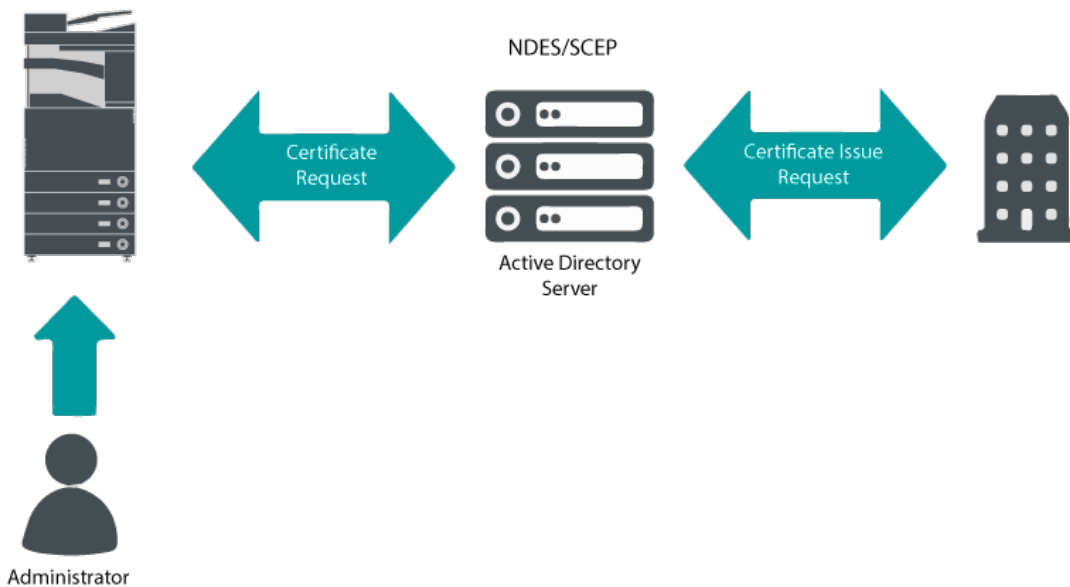 NDES/SCEP
Certificate
Request
Certificate Issue
Request
Active Directory
Server
Administrator